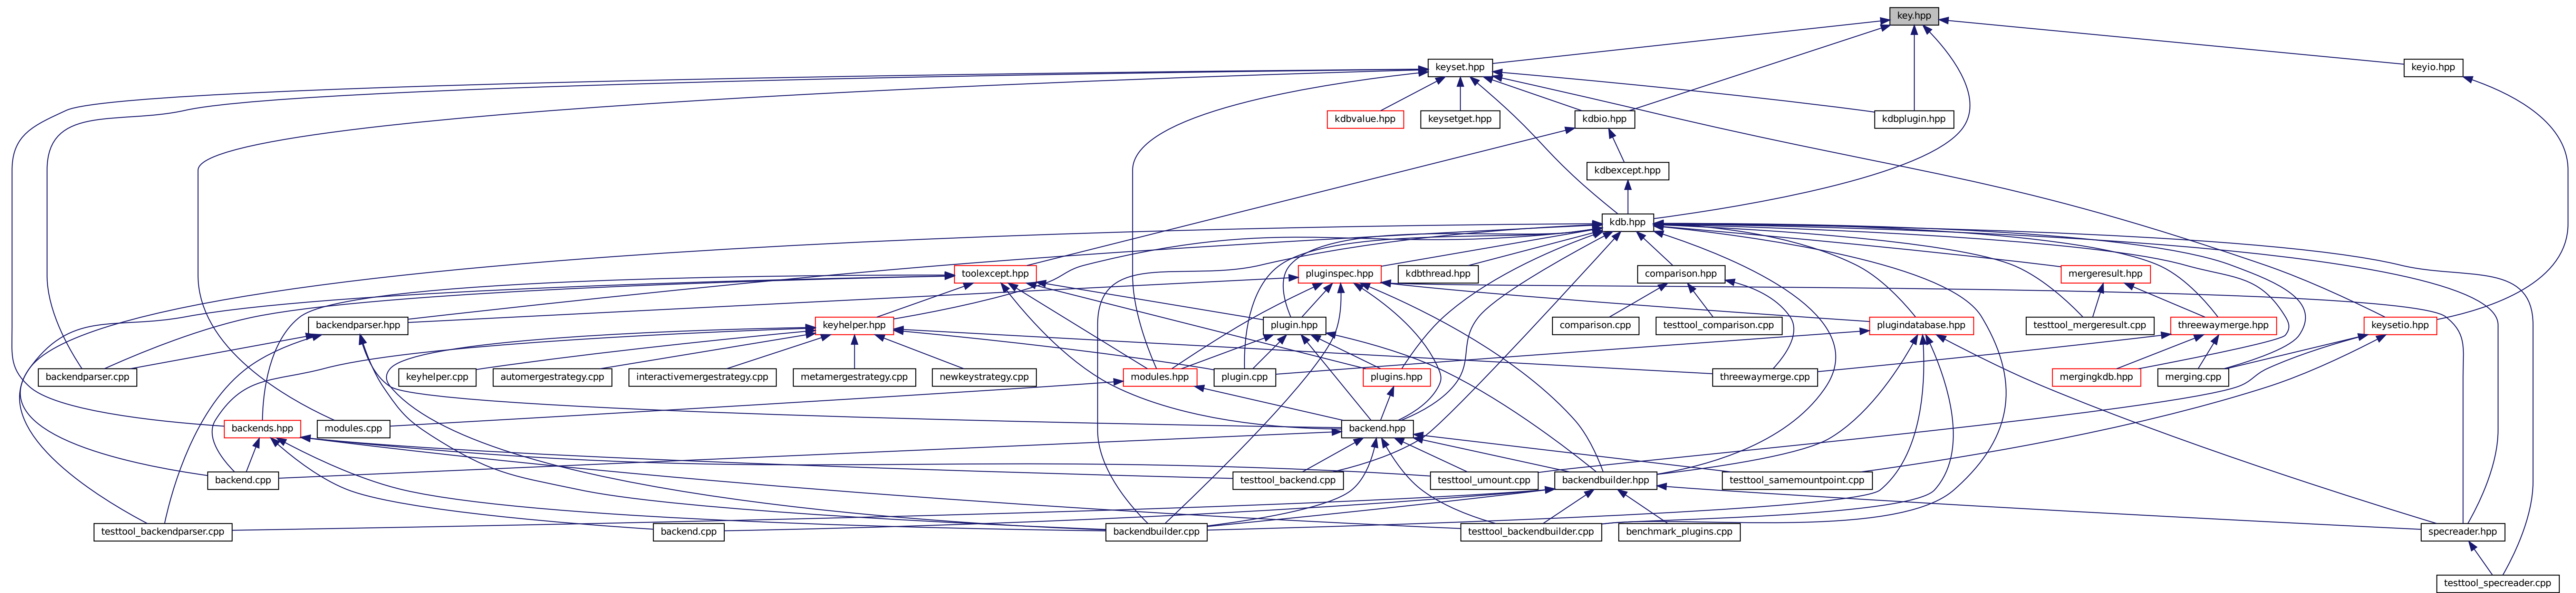 key.hpp
keyset.hpp
keyio.hpp
kdbvalue.hpp
keysetget.hpp
kdbio.hpp
kdbplugin.hpp
kdbexcept.hpp
kdb.hpp
toolexcept.hpp
pluginspec.hpp
kdbthread.hpp
comparison.hpp
mergeresult.hpp
backendparser.hpp
keyhelper.hpp
plugin.hpp
comparison.cpp
testtool_comparison.cpp
plugindatabase.hpp
testtool_mergeresult.cpp
threewaymerge.hpp
keysetio.hpp
backendparser.cpp
keyhelper.cpp
automergestrategy.cpp
interactivemergestrategy.cpp
metamergestrategy.cpp
newkeystrategy.cpp
modules.hpp
plugin.cpp
plugins.hpp
threewaymerge.cpp
mergingkdb.hpp
merging.cpp
backends.hpp
modules.cpp
backend.hpp
backend.cpp
testtool_backend.cpp
testtool_umount.cpp
backendbuilder.hpp
testtool_samemountpoint.cpp
testtool_backendparser.cpp
backend.cpp
backendbuilder.cpp
testtool_backendbuilder.cpp
benchmark_plugins.cpp
specreader.hpp
testtool_specreader.cpp